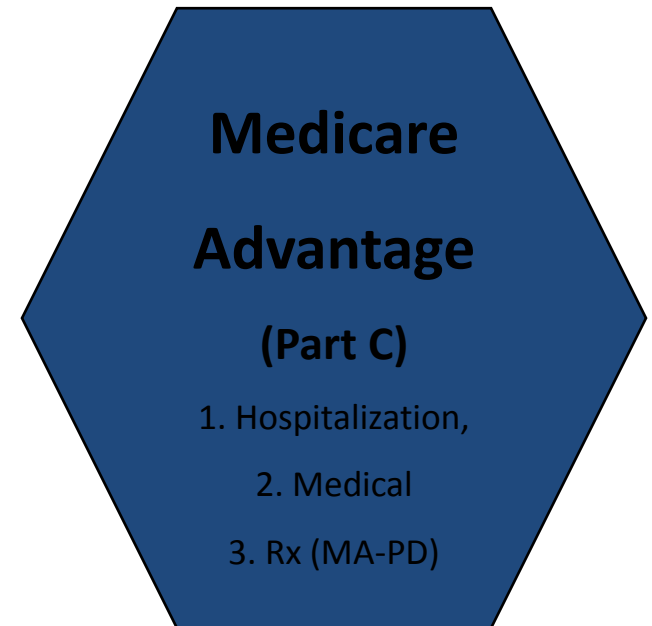 Medicare
Advantage
(Part C)
1. Hospitalization,
2. Medical
3. Rx (MA-PD)